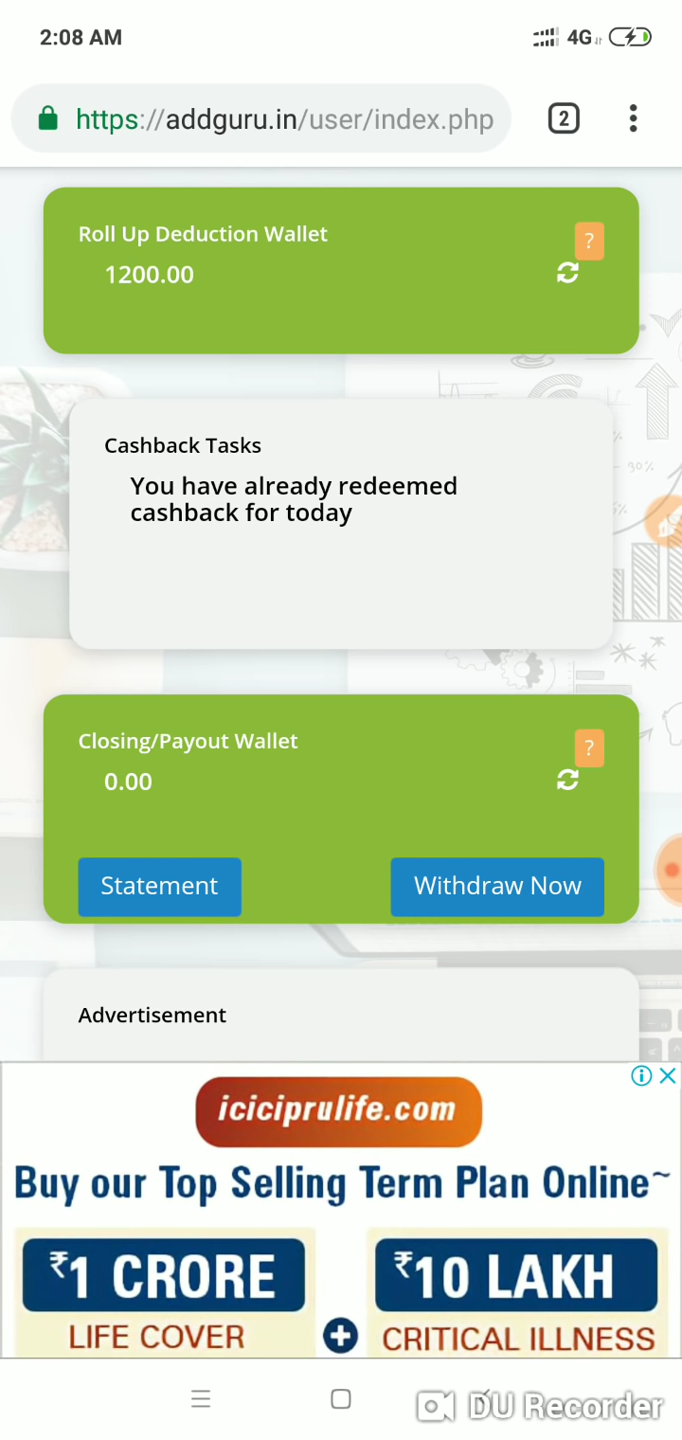 2:08 AM
4G
https://addguru.in/user/index.php
2
Roll Up Deduction Wallet
?
1200.00
Cashback Tasks
You have already redeemed
cashback for today
Closing/Payout Wallet
?
0.00
Statement
Withdraw Now
Advertisement
iciciprulife.com
Buy our Top Selling Term Plan Online~
₹1 CRORE
LIFE COVER
+
₹10 LAKH
CRITICAL ILLNESS
DU Recorder